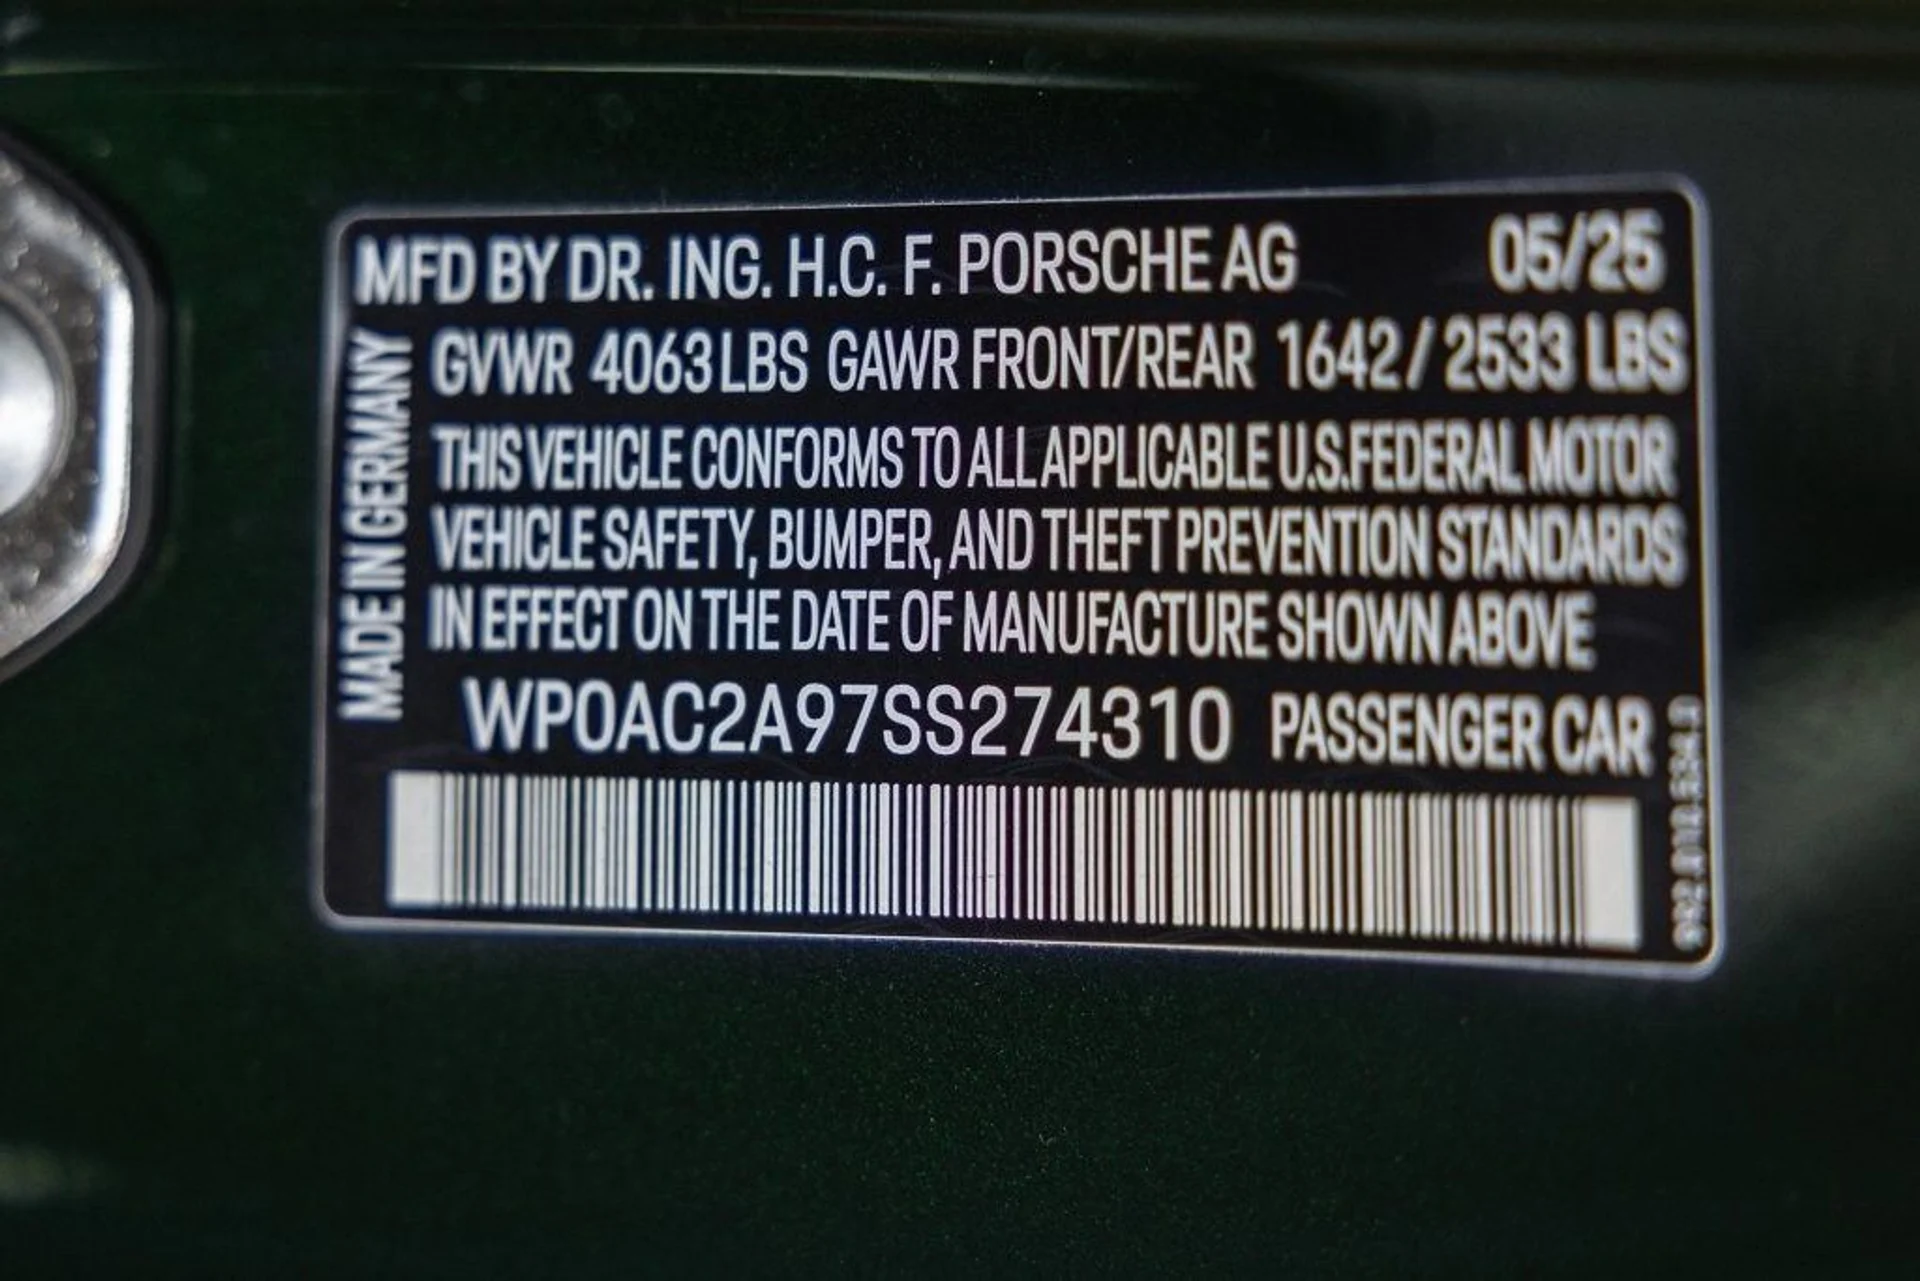 MFD BY DR. ING. H.C. F. PORSCHE AG 05/25
GVWR 4063 LBS GAWR FRONT/REAR 1642 / 2533 LBS
THIS VEHICLE CONFORMS TO ALL APPLICABLE U.S.FEDERAL MOTOR
VEHICLE SAFETY, BUMPER, AND THEFT PREVENTION STANDARDS
IN EFFECT ON THE DATE OF MANUFACTURE SHOWN ABOVE
WP0AC2A97SS274310 PASSENGER CAR
MADE IN GERMANY